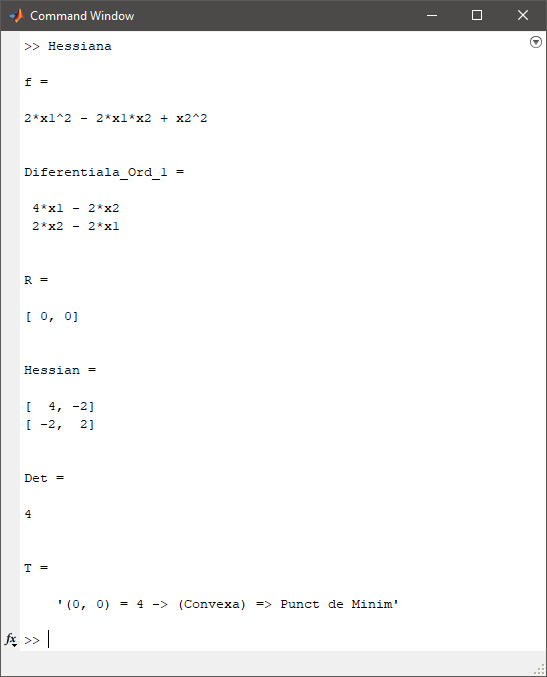 Command Window
>> Hessiana
f =
2*x1^2 - 2*x1*x2 + x2^2
Diferentiala_Ord_1 =
4*x1 - 2*x2
2*x2 - 2*x1
R =
[ 0, 0]
Hessian =
[  4, -2]
[ -2,  2]
Det =
4
T =
'(0, 0) = 4 -> (Convexa) => Punct de Minim'
fx >>